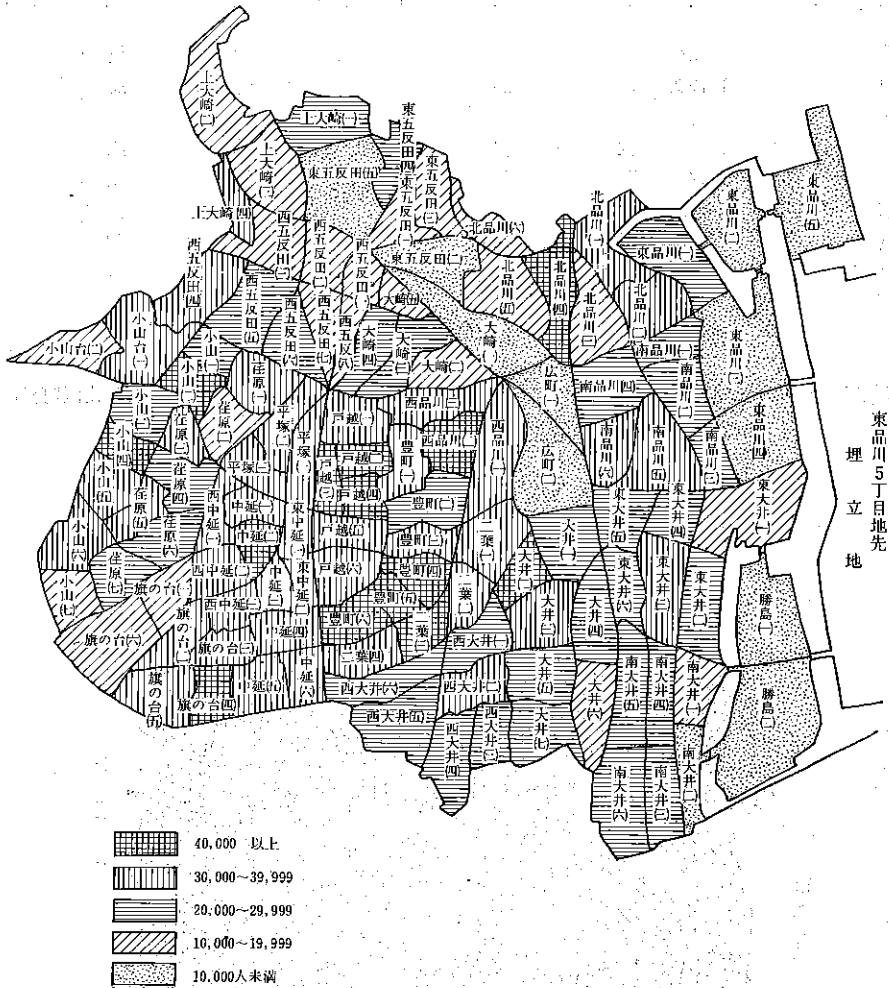 上大崎(二)
上大崎(一)
上大崎(三)
上大崎(四)
東五反田(五)
東五反田(四)
東五反田(三)
東五反田(一)
東五反田(二)
西五反田(三)
西五反田(二)
西五反田(一)
西五反田(四)
西五反田(五)
西五反田(六)
西五反田(七)
西五反(八)
大崎(五)
大崎(四)
大崎(三)
大崎(二)
大崎(一)
北品川(六)
北品川(五)
北品川(四)
北品川(三)
北品川(一)
北品川(二)
東品川(一)
東品川(二)
東品川(五)
東品川(三)
東品川(四)
南品川(一)
南品川(二)
南品川(四)
南品川(三)
南品川(五)
南品川(六)
広町(一)
広町(二)
小山台(二)
小山台(一)
小山(一)
小山(二)
小山(三)
小山(四)
小山(五)
小山(六)
小山(七)
荏原(一)
荏原(二)
荏原(三)
荏原(四)
荏原(五)
荏原(六)
荏原(七)
平塚(一)
平塚(二)
平塚(三)
戸越(一)
戸越(二)
戸越(三)
戸越(四)
戸越(五)
戸越(六)
豊町(一)
豊町(二)
豊町(三)
豊町(四)
豊町(五)
豊町(六)
西品川(一)
西品川(二)
西品川(三)
西中延(一)
西中延(二)
西中延(三)
東中延(一)
東中延(二)
中延(二)
中延(三)
中延(四)
中延(五)
中延(六)
旗の台(一)
旗の台(二)
旗の台(三)
旗の台(四)
旗の台(五)
旗の台(六)
二葉(一)
二葉(二)
二葉(三)
二葉(四)
大井(一)
大井(二)
大井(三)
大井(四)
大井(五)
大井(六)
大井(七)
西大井(一)
西大井(二)
西大井(三)
西大井(四)
西大井(五)
西大井(六)
東大井(一)
東大井(二)
東大井(三)
東大井(四)
東大井(五)
東大井(六)
南大井(一)
南大井(二)
南大井(三)
南大井(四)
南大井(五)
南大井(六)
勝島(一)
勝島(二)
東品川5丁目地先
埋立地
40,000 以上
30,000〜39,999
20,000〜29,999
10,000〜19,999
10,000人未満